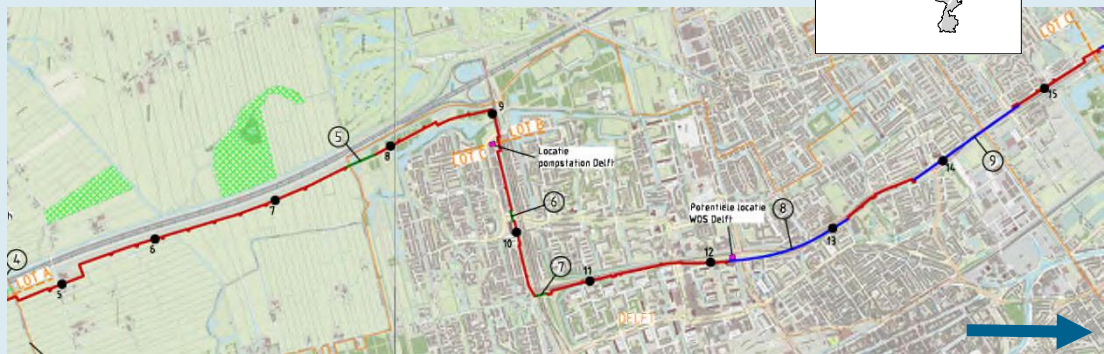 LOT D
15
9
14
9
LOT B
5
8
LOT C
Locatie
pompstation Delft
7
6
Potentiële locatie
WOS Delft
8
13
6
10
12
4
LOT A
5
7
11
DELFT